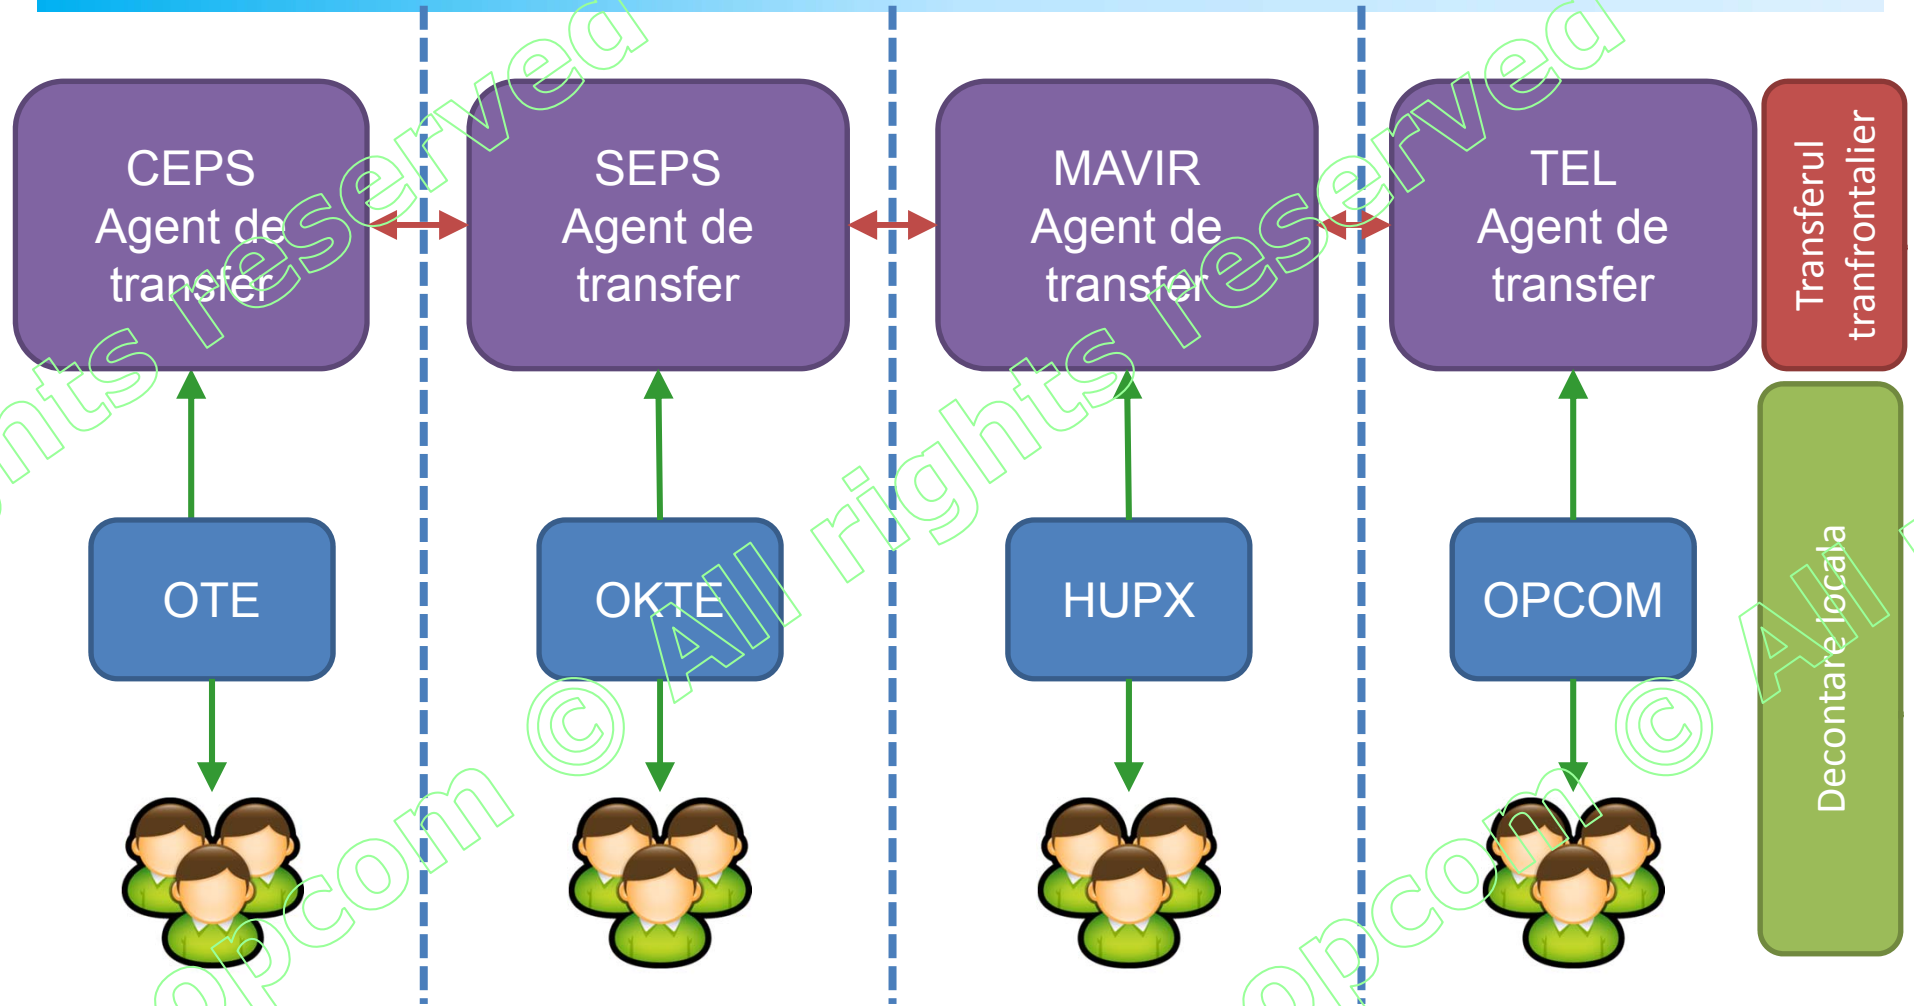 CEPS
Agent de
transfer
SEPS
Agent de
transfer
MAVIR
Agent de
transfer
TEL
Agent de
transfer
Transferul
tranfrontalier
OTE
OKTE
HUPX
OPCOM
Decontare locala
opcom © All rights reserved
opcom © All r
ghts reserved